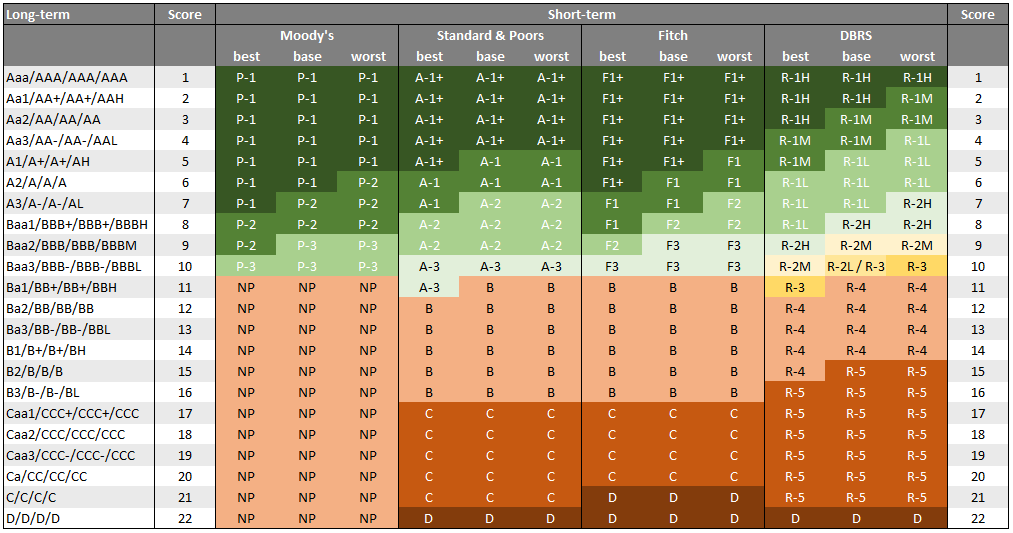 Long-term Score Short-term Score
Moody's Standard & Poors Fitch DBRS
best base worst best base worst best base worst best base worst
Aaa/AAA/AAA/AAA 1 P-1 P-1 P-1 A-1+ A-1+ A-1+ F1+ F1+ F1+ R-1H R-1H R-1H 1
Aa1/AA+/AA+/AAH 2 P-1 P-1 P-1 A-1+ A-1+ A-1+ F1+ F1+ F1+ R-1H R-1H R-1M 2
Aa2/AA/AA/AA 3 P-1 P-1 P-1 A-1+ A-1+ A-1+ F1+ F1+ F1+ R-1H R-1M R-1M 3
Aa3/AA-/AA-/AAL 4 P-1 P-1 P-1 A-1+ A-1+ A-1+ F1+ F1+ F1+ R-1M R-1M R-1L 4
A1/A+/A+/AH 5 P-1 P-1 P-1 A-1+ A-1 A-1 F1+ F1+ F1 R-1M R-1L R-1L 5
A2/A/A/A 6 P-1 P-1 P-2 A-1 A-1 A-1 F1+ F1 F1 R-1L R-1L R-1L 6
A3/A-/A-/AL 7 P-1 P-2 P-2 A-1 A-2 A-2 F1 F1 F2 R-1L R-1L R-2H 7
Baa1/BBB+/BBB+/BBBH 8 P-2 P-2 P-2 A-2 A-2 A-2 F1 F2 F2 R-1L R-2H R-2H 8
Baa2/BBB/BBB/BBBM 9 P-2 P-3 P-3 A-2 A-2 A-2 F2 F3 F3 R-2H R-2M R-2M 9
Baa3/BBB-/BBB-/BBBL 10 P-3 P-3 P-3 A-3 A-3 A-3 F3 F3 F3 R-2M R-2L / R-3 R-3 10
Ba1/BB+/BB+/BBH 11 NP NP NP A-3 B B B B B R-3 R-4 R-4 11
Ba2/BB/BB/BB 12 NP NP NP B B B B B B R-4 R-4 R-4 12
Ba3/BB-/BB-/BBL 13 NP NP NP B B B B B B R-4 R-4 R-4 13
B1/B+/B+/BH 14 NP NP NP B B B B B B R-4 R-4 R-4 14
B2/B/B/B 15 NP NP NP B B B B B B R-4 R-5 R-5 15
B3/B-/B-/BL 16 NP NP NP B B B B B B R-5 R-5 R-5 16
Caa1/CCC+/CCC+/CCC 17 NP NP NP C C C C C C R-5 R-5 R-5 17
Caa2/CCC/CCC/CCC 18 NP NP NP C C C C C C R-5 R-5 R-5 18
Caa3/CCC-/CCC-/CCC 19 NP NP NP C C C C C C R-5 R-5 R-5 19
Ca/CC/CC/CC 20 NP NP NP C C C C C C R-5 R-5 R-5 20
C/C/C/C 21 NP NP NP C C C D D D R-5 R-5 R-5 21
D/D/D/D 22 NP NP NP D D D D D D D D D 22